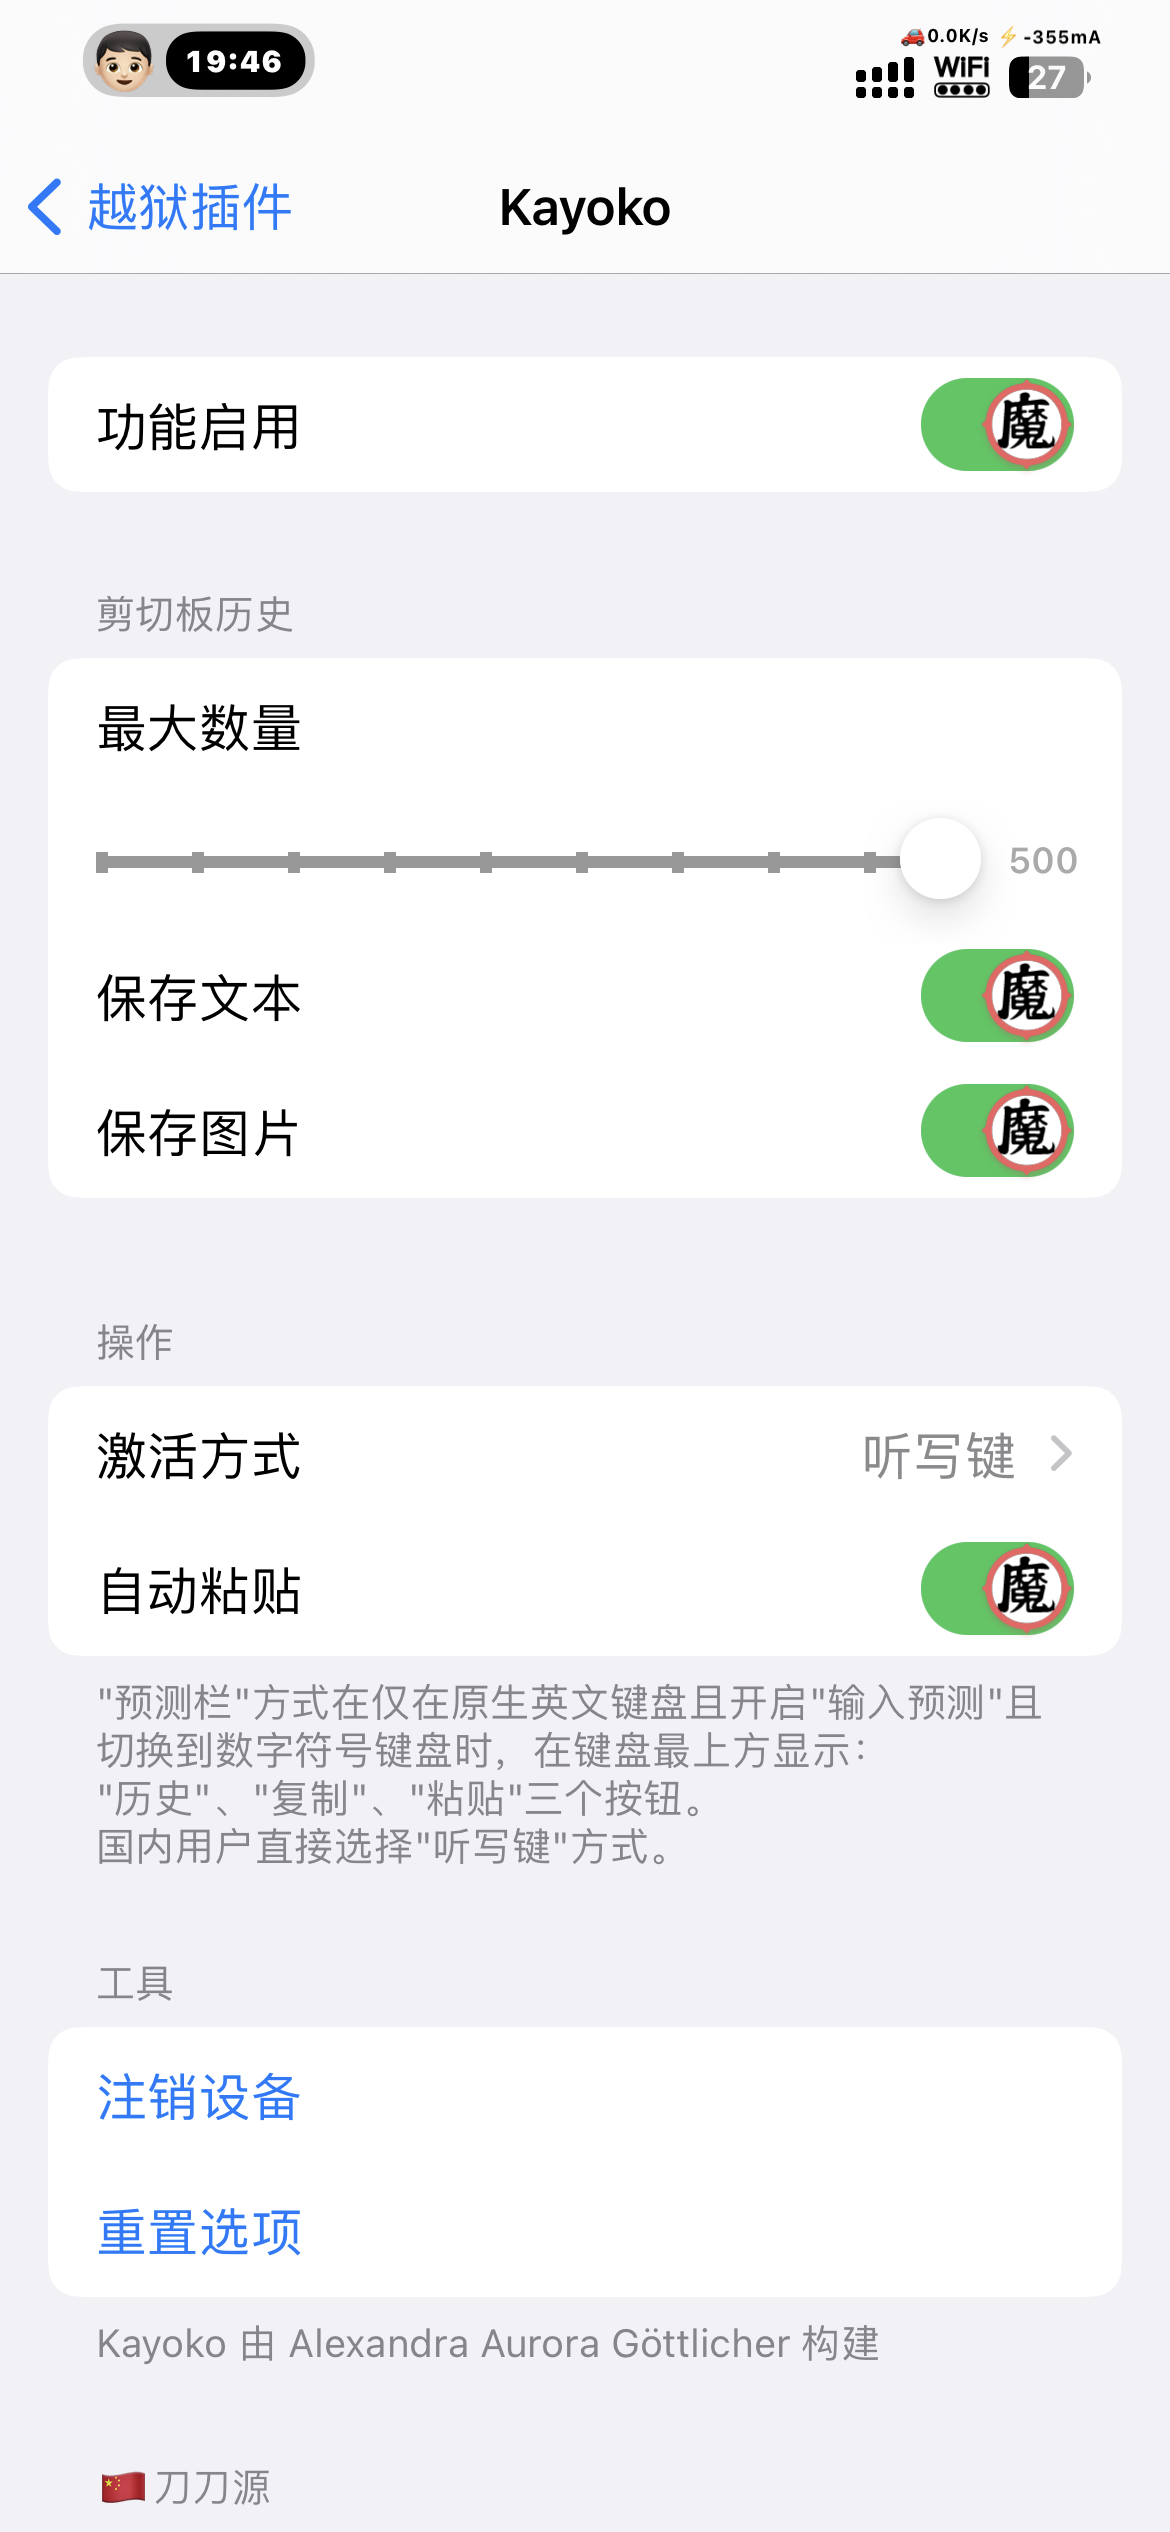 19:46
🚗0.0K/s ⚡-355mA
WiFi
27
越狱插件
Kayoko
功能启用
魔
剪切板历史
最大数量
500
保存文本
魔
保存图片
魔
操作
激活方式
听写键
自动粘贴
魔
"预测栏"方式在仅在原生英文键盘且开启"输入预测"且
切换到数字符号键盘时，在键盘最上方显示：
"历史"、"复制"、"粘贴"三个按钮。
国内用户直接选择"听写键"方式。
工具
注销设备
重置选项
Kayoko 由 Alexandra Aurora Göttlicher 构建
🇨🇳刀刀源